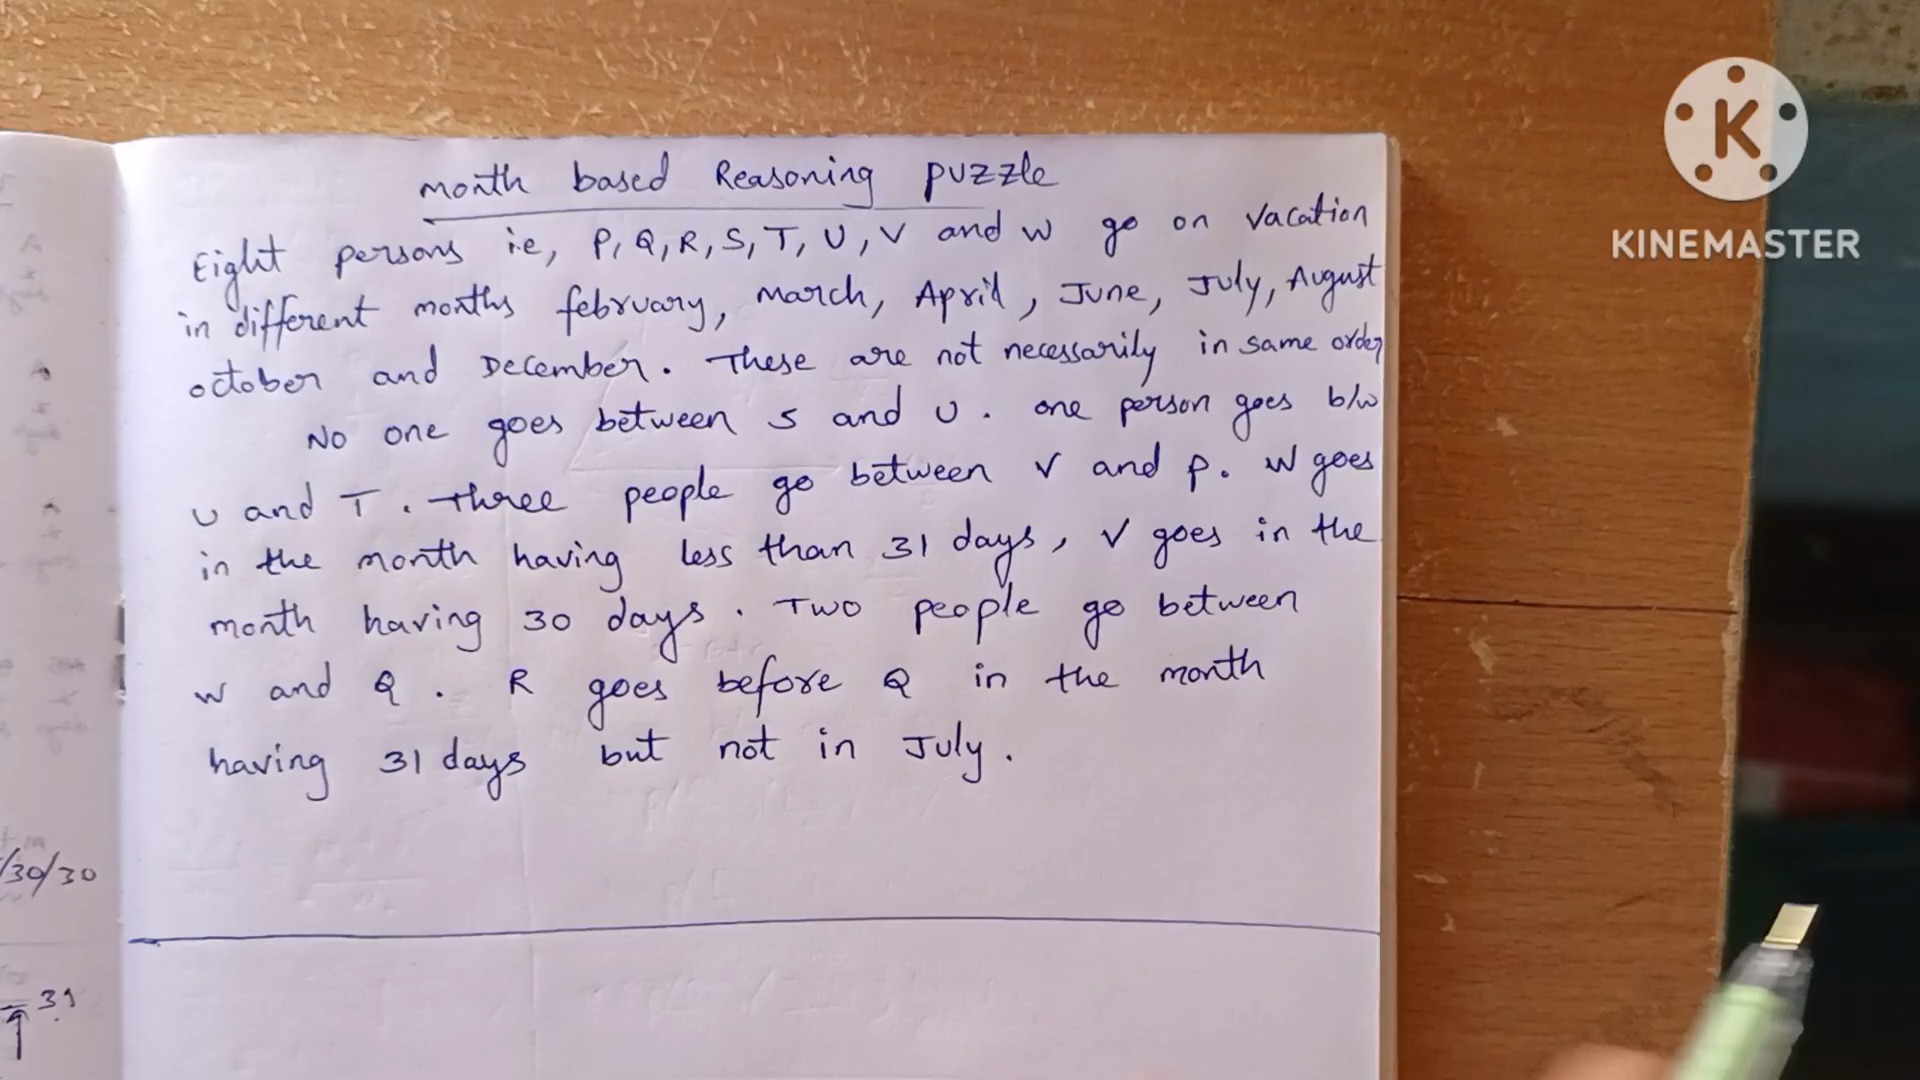 month based Reasoning puzzle
Eight persons i.e, P, Q, R, S, T, U, V and W go on vacation
in different months february, march, April, June, July, August
october and December. These are not necessarily in same order
No one goes between S and U. one person goes b/w
U and T. Three people go between V and P. W goes
in the month having less than 31 days, V goes in the
month having 30 days. Two people go between
W and Q. R goes before Q in the month
having 31 days but not in July.
/30/30
31
K
KINEMASTER